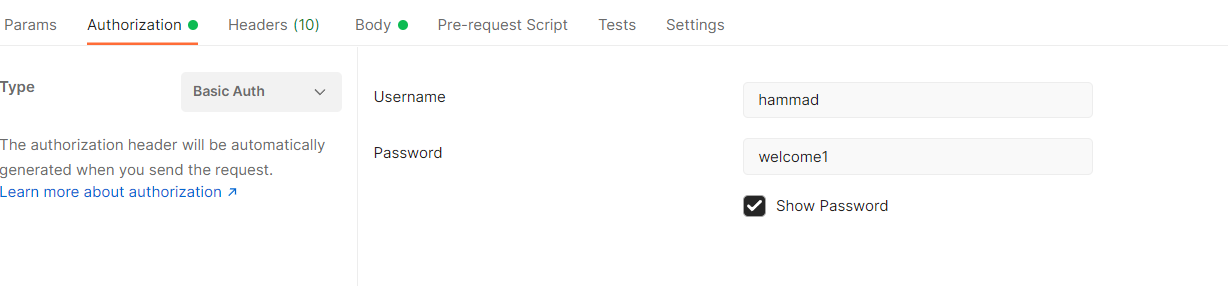 Params Authorization Headers (10) Body Pre-request Script Tests Settings
Type Basic Auth
The authorization header will be automatically
generated when you send the request.
Learn more about authorization ↗
Username hammad
Password welcome1
Show Password